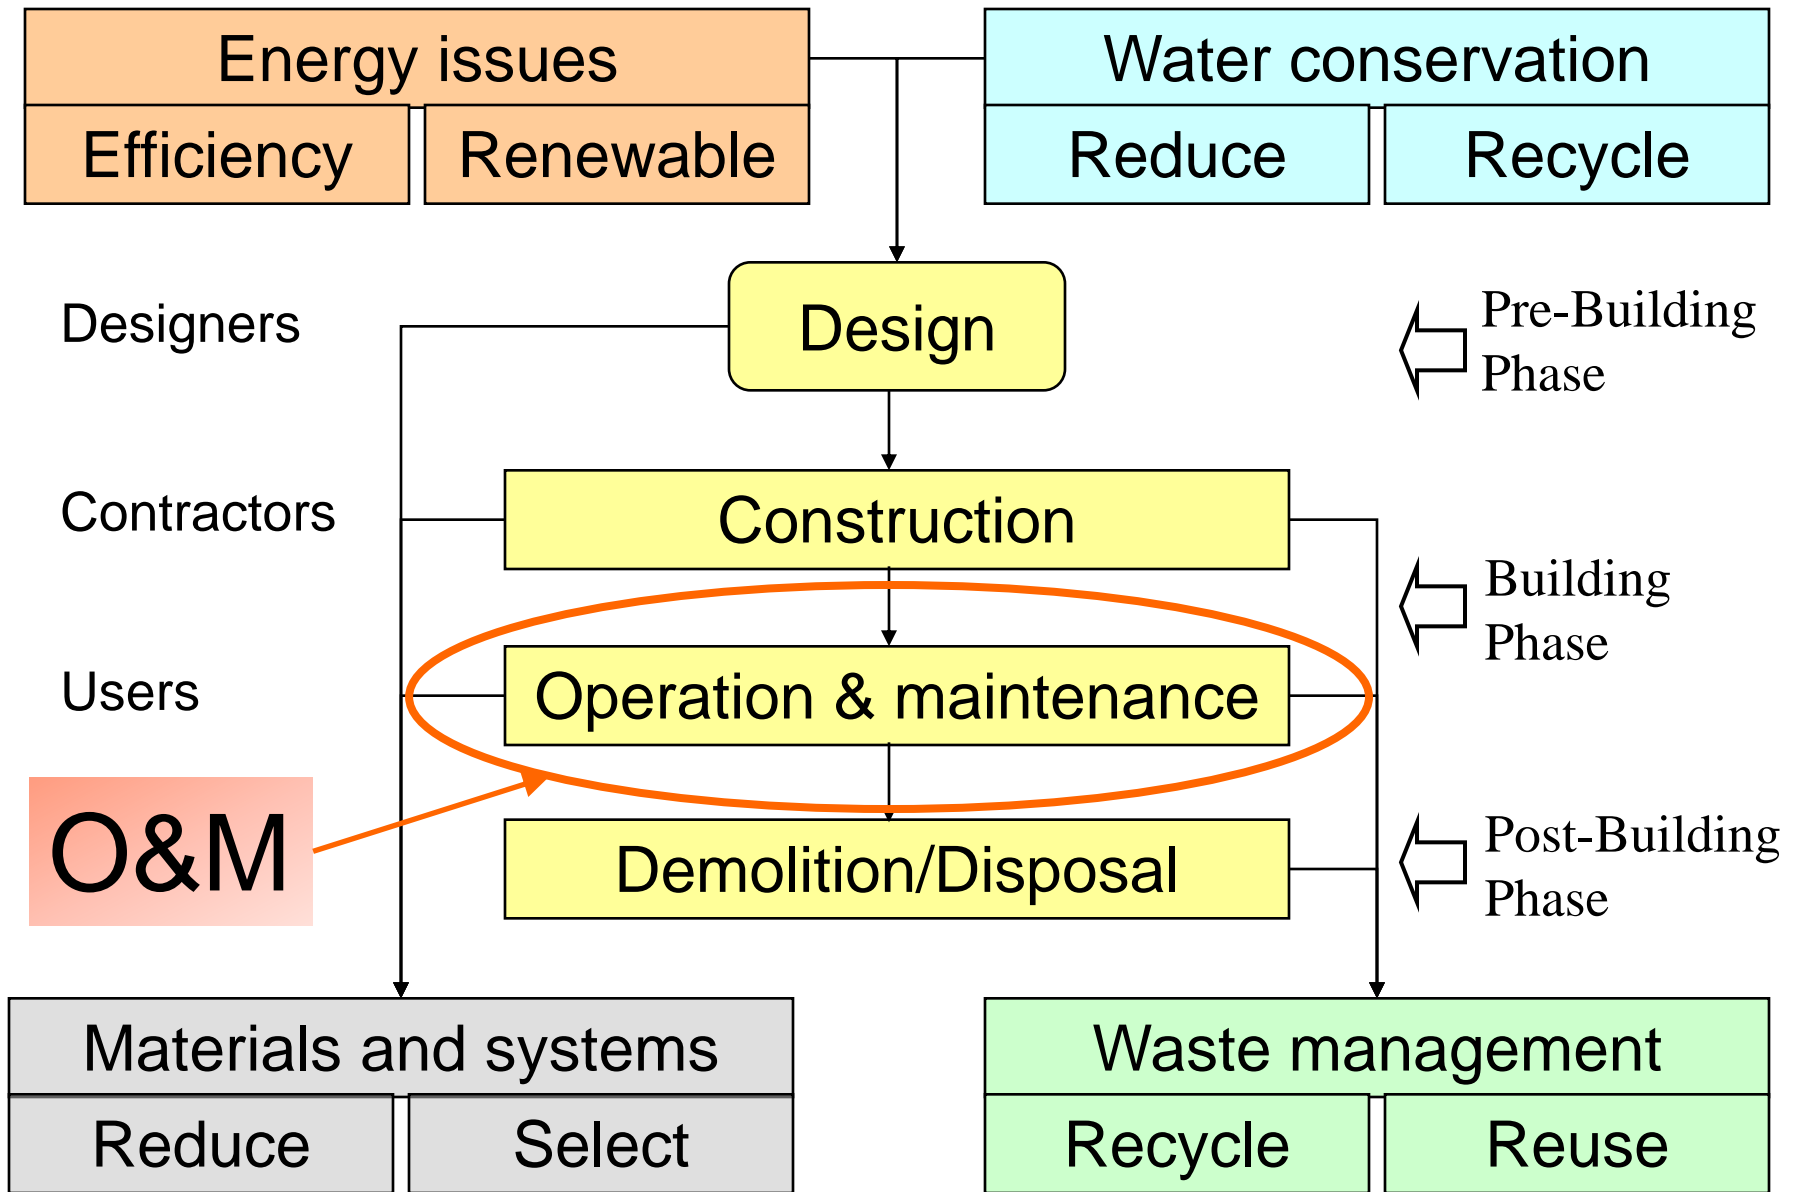 Energy issues
Water conservation
Efficiency
Renewable
Reduce
Recycle
Designers
Design
Pre-Building
Phase
Contractors
Construction
Building
Phase
Users
Operation & maintenance
O&M
Demolition/Disposal
Post-Building
Phase
Materials and systems
Waste management
Reduce
Select
Recycle
Reuse